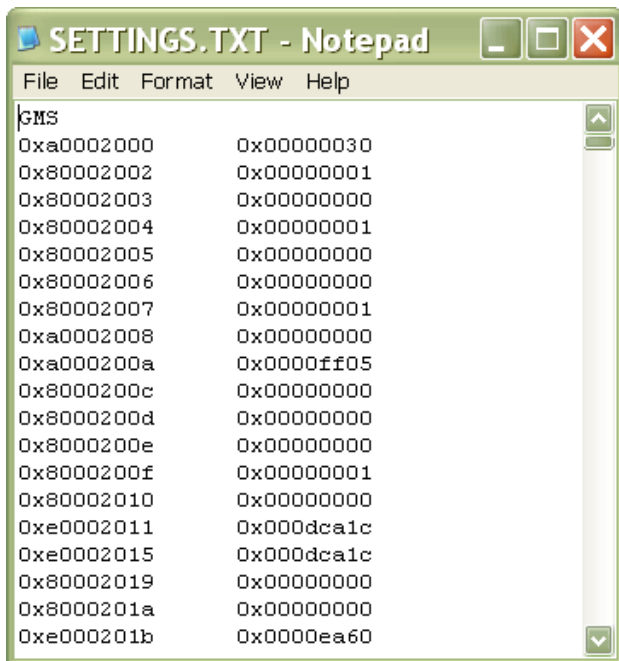 SETTINGS.TXT - Notepad
File Edit Format View Help
GMS
0xa0002000 0x00000030
0x80002002 0x00000001
0x80002003 0x00000000
0x80002004 0x00000001
0x80002005 0x00000000
0x80002006 0x00000000
0x80002007 0x00000001
0xa0002008 0x00000000
0xa000200a 0x0000ff05
0x8000200c 0x00000000
0x8000200d 0x00000000
0x8000200e 0x00000000
0x8000200f 0x00000001
0x80002010 0x00000000
0xe0002011 0x000dca1c
0xe0002015 0x000dca1c
0x80002019 0x00000000
0x8000201a 0x00000000
0xe000201b 0x0000ea60